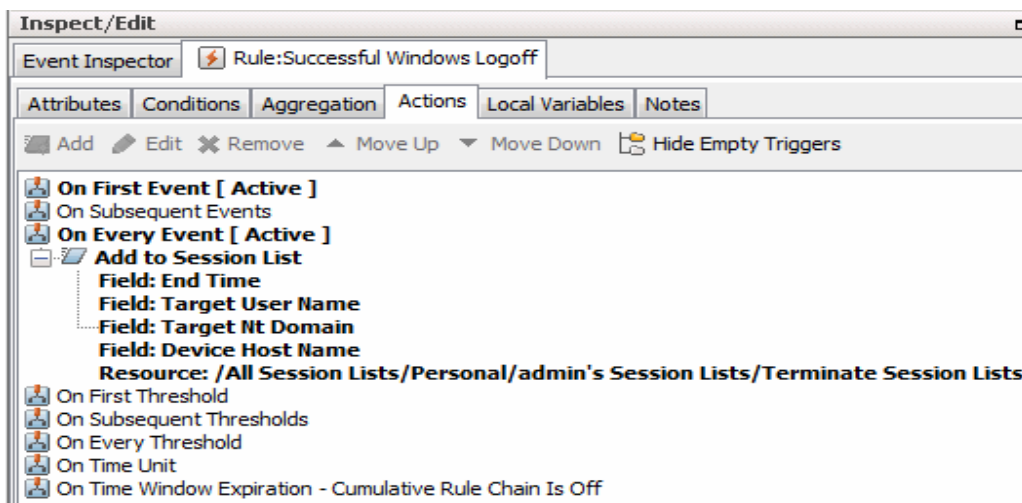 Inspect/Edit
Event Inspector Rule:Successful Windows Logoff
Attributes Conditions Aggregation Actions Local Variables Notes
Add Edit Remove Move Up Move Down Hide Empty Triggers
On First Event [ Active ]
On Subsequent Events
On Every Event [ Active ]
Add to Session List
Field: End Time
Field: Target User Name
Field: Target Nt Domain
Field: Device Host Name
Resource: /All Session Lists/Personal/admin's Session Lists/Terminate Session Lists
On First Threshold
On Subsequent Thresholds
On Every Threshold
On Time Unit
On Time Window Expiration - Cumulative Rule Chain Is Off